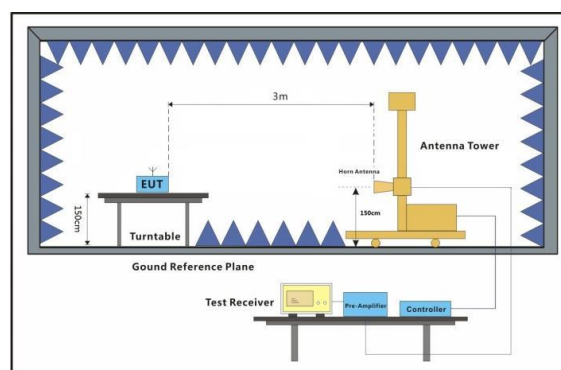 3m
Antenna Tower
Horn Antenna
EUT
150cm
150cm
Turntable
Gound Reference Plane
Test Receiver
Pre-Amplifier
Controller